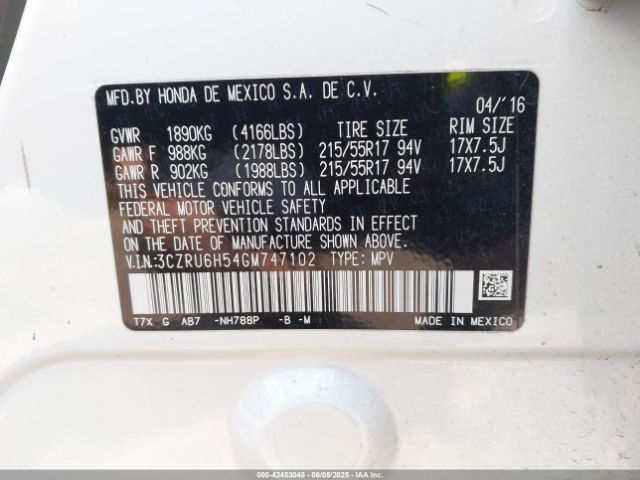 MFD.BY HONDA DE MEXICO S.A. DE C.V.
04/'16
GVWR 1890KG (4166LBS) TIRE SIZE RIM SIZE
GAWR F 988KG (2178LBS) 215/55R17 94V 17X7.5J
GAWR R 902KG (1988LBS) 215/55R17 94V 17X7.5J
THIS VEHICLE CONFORMS TO ALL APPLICABLE
FEDERAL MOTOR VEHICLE SAFETY
AND THEFT PREVENTION STANDARDS IN EFFECT
ON THE DATE OF MANUFACTURE SHOWN ABOVE.
V.I.N:3CZRU6H54GM747102 TYPE: MPV
T7X G AB7 -NH788P -B -M MADE IN MEXICO
000-42453048 - 06/05/2025 - IAA Holdings, LLC - Copyright